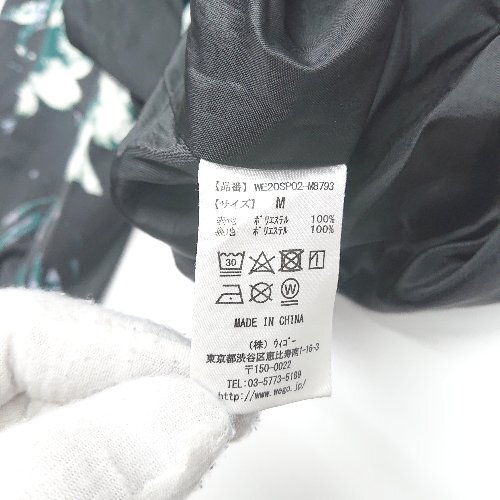 【品番】 WE20SP02-M8793
【サイズ】 M
表地 ポリエステル 100%
裏地 ポリエステル 100%
30
W
MADE IN CHINA
(株) ウィゴー
東京都渋谷区恵比寿南1-16-3
〒150-0022
TEL:03-5773-5189
http://www.wego.jp/